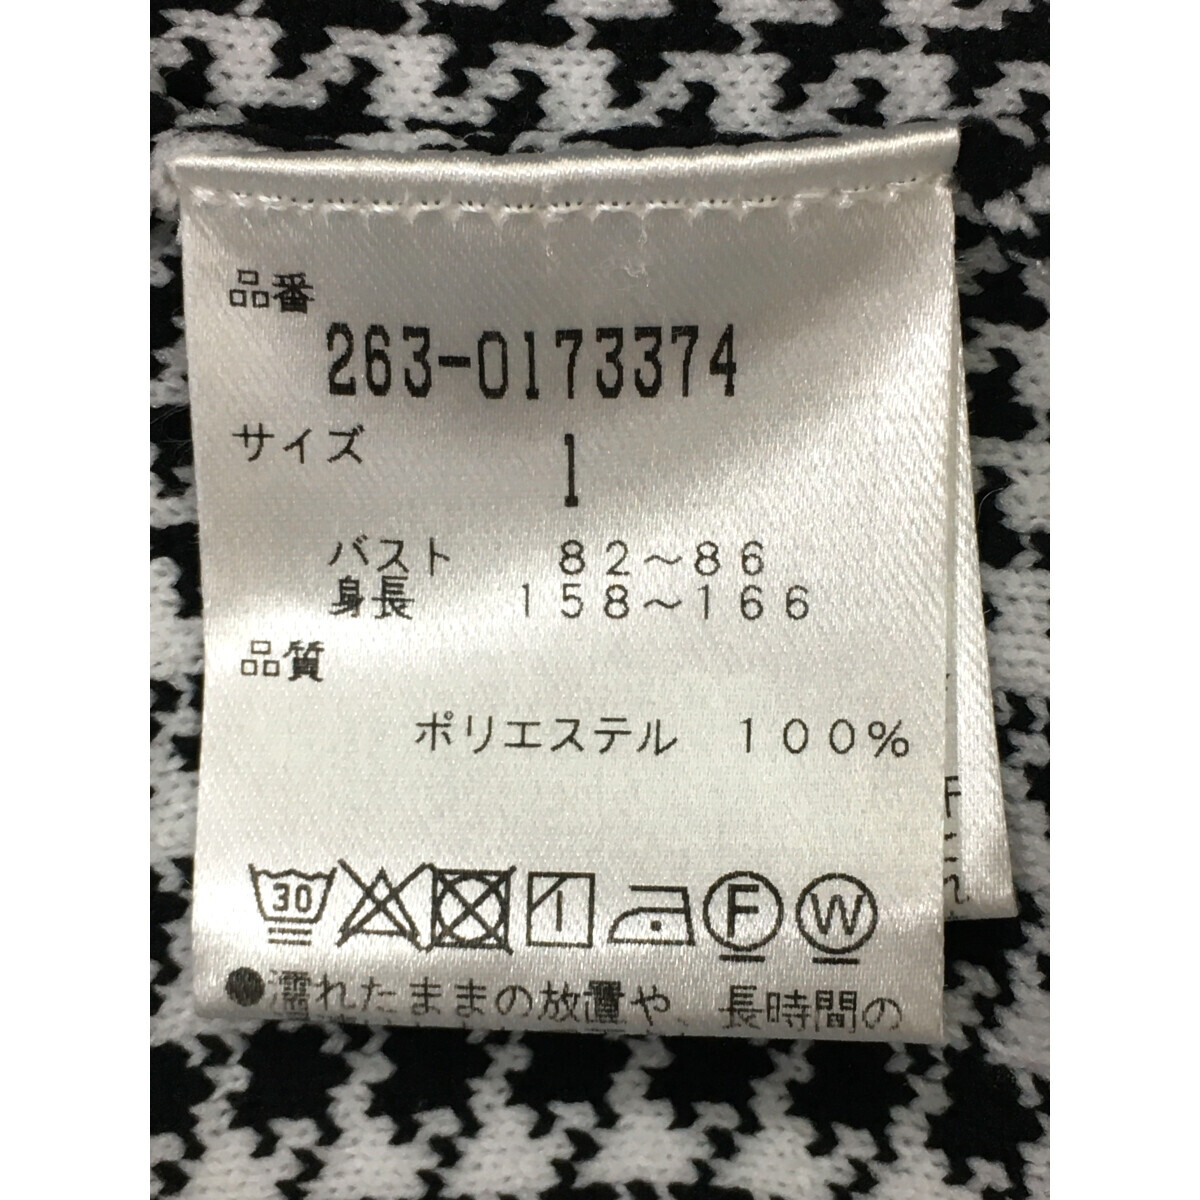 品番
263-0173374
サイズ 1
バスト 82～86
身長 158～166
品質
ポリエステル 100%
30 F W
●濡れたままの放置や、長時間の